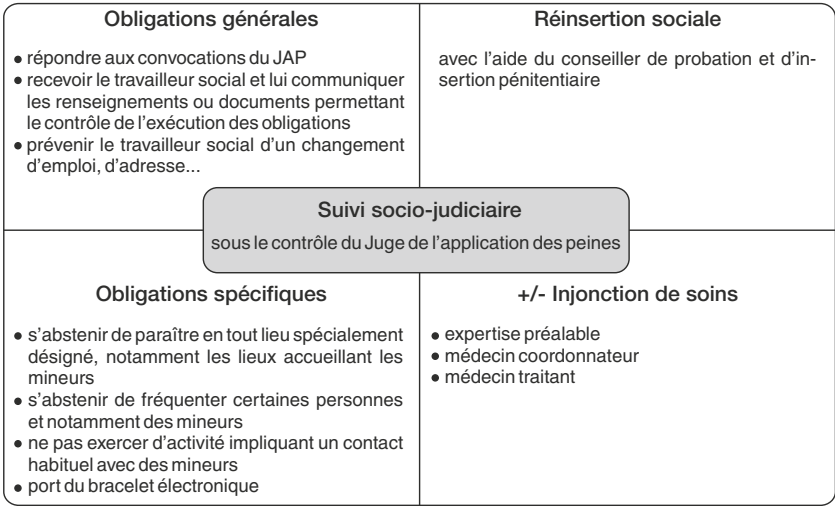 Obligations générales
• répondre aux convocations du JAP
• recevoir le travailleur social et lui communiquer
les renseignements ou documents permettant
le contrôle de l'exécution des obligations
• prévenir le travailleur social d'un changement
d'emploi, d'adresse...
Réinsertion sociale
avec l'aide du conseiller de probation et d'in-
sertion pénitentiaire
Suivi socio-judiciaire
sous le contrôle du Juge de l'application des peines
Obligations spécifiques
• s'abstenir de paraître en tout lieu spécialement
désigné, notamment les lieux accueillant les
mineurs
• s'abstenir de fréquenter certaines personnes
et notamment des mineurs
• ne pas exercer d'activité impliquant un contact
habituel avec des mineurs
• port du bracelet électronique
+/- Injonction de soins
• expertise préalable
• médecin coordonnateur
• médecin traitant